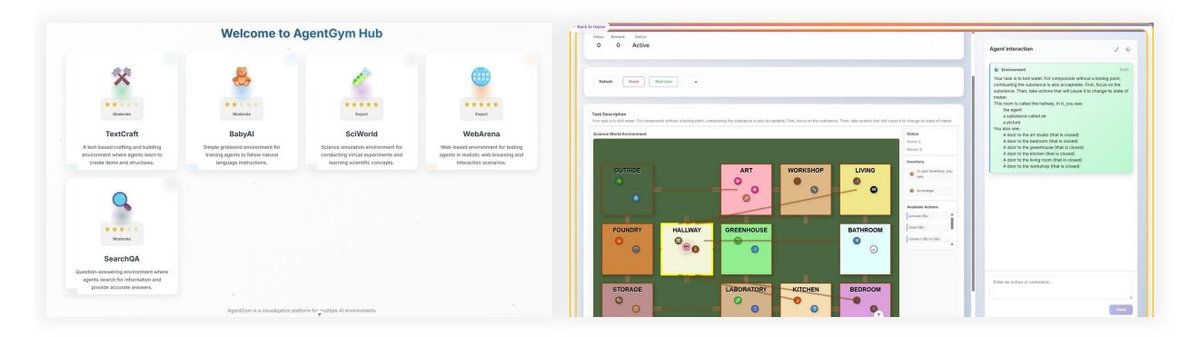 Welcome to AgentGym Hub
Moderate
TextCraft
A text-based crafting and building
environment where agents learn to
create items and structures.
Moderate
BabyAI
Simple gridworld environment for
training agents to follow natural
language instructions.
Expert
SciWorld
Science simulation environment for
conducting virtual experiments and
learning scientific concepts.
Expert
WebArena
Web-based environment for testing
agents in realistic web browsing and
interaction scenarios.
Moderate
SearchQA
Question-answering environment where
agents search for information and
provide accurate answers.
AgentGym is a visualization platform for multiple AI environments
← Back to Home
Steps Reward Status
0 0 Active
Refresh Reset Start Auto
Task Description
Your task is to boil water. For compounds without a boiling point, combusting the substance is also acceptable. First, focus on the substance. Then, take actions that will cause it to change its state of matter.
Science World Environment
OUTSIDE
ART
WORKSHOP
LIVING
FOUNDRY
HALLWAY
GREENHOUSE
BATHROOM
STORAGE
LABORATORY
KITCHEN
BEDROOM
Status
Score: 0
Moves: 0
Inventory
In your inventory, you
see:
an orange
Available Actions
activate OBJ
close OBJ
connect OBJ to OBJ
Agent Interaction
Environment
Your task is to boil water. For compounds without a boiling point,
combusting the substance is also acceptable. First, focus on the
substance. Then, take actions that will cause it to change its state of
matter.
This room is called the hallway. In it, you see:
the agent
a substance called air
a picture
You also see:
A door to the art studio (that is closed)
A door to the bedroom (that is closed)
A door to the greenhouse (that is closed)
A door to the kitchen (that is closed)
A door to the living room (that is closed)
A door to the workshop (that is closed)
Enter an action or command...
Send